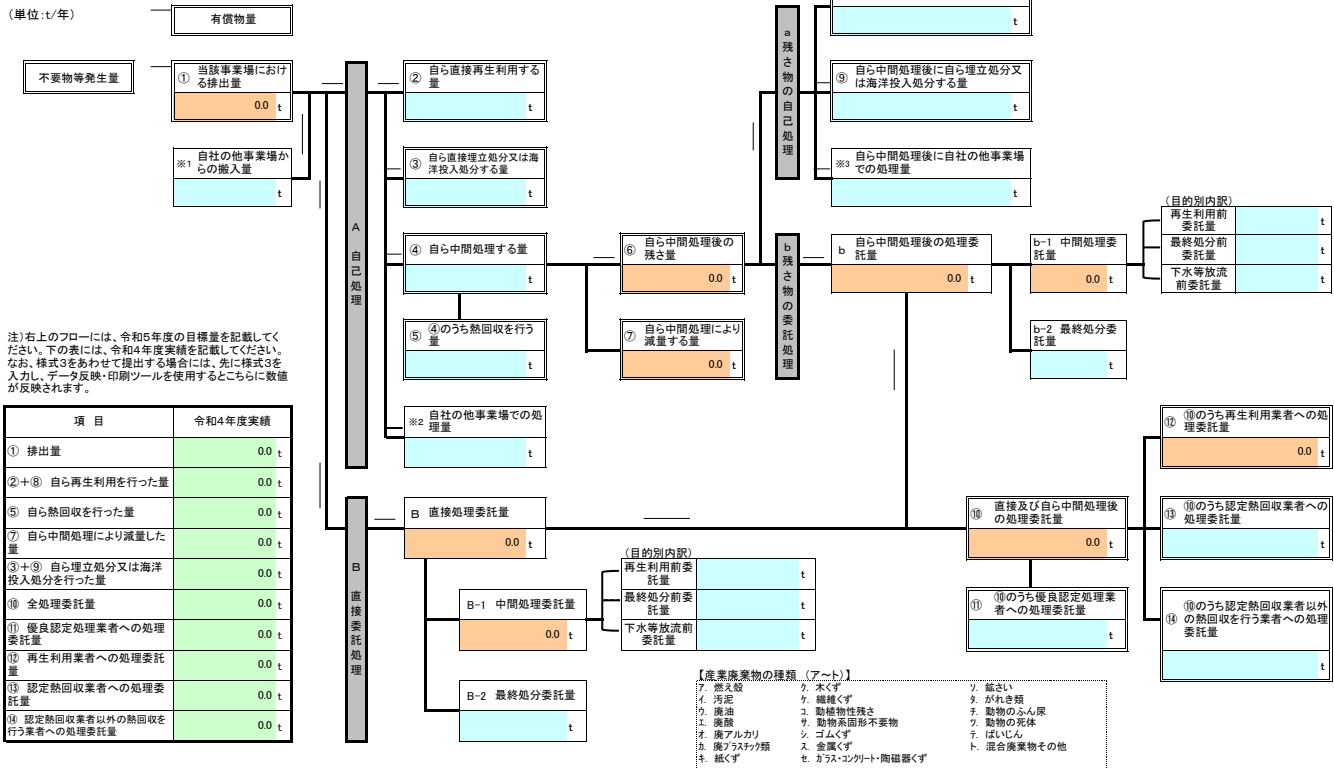 (単位:t/年)
有償物量
不要物等発生量
① 当該事業場におけ
る排出量
0.0 t
※1 自社の他事業場か
らの搬入量
t
A 自己処理
② 自ら直接再生利用する
量
t
③ 自ら直接埋立処分又は海
洋投入処分する量
t
④ 自ら中間処理する量
t
⑤ ④のうち熱回収を行う
量
t
※2 自社の他事業場での処
理量
t
⑥ 自ら中間処理後の
残さ量
0.0 t
⑦ 自ら中間処理により
減量する量
0.0 t
a 残さ物の自己処理
t
⑨ 自ら中間処理後に自ら埋立処分又
は海洋投入処分する量
t
※3 自ら中間処理後に自社の他事業場
での処理量
t
b 残さ物の委託処理
b 自ら中間処理後の処理委
託量
0.0 t
b-1 中間処理委
託量
0.0 t
(目的別内訳)
再生利用前
委託量
t
最終処分前
委託量
t
下水等放流
前委託量
t
b-2 最終処分委
託量
t
注)右上のフローには、令和5年度の目標量を記載してく
ださい。下の表には、令和4年度実績を記載してください。
なお、様式3をあわせて提出する場合には、先に様式3を
入力し、データ反映・印刷ツールを使用するとこちらに数値
が反映されます。
項 目 令和4年度実績
① 排出量 0.0 t
②+⑧ 自ら再生利用を行った量 0.0 t
⑤ 自ら熱回収を行った量 0.0 t
⑦ 自ら中間処理により減量した
量 0.0 t
③+⑨ 自ら埋立処分又は海洋
投入処分を行った量 0.0 t
⑩ 全処理委託量 0.0 t
⑪ 優良認定処理業者への処理
委託量 0.0 t
⑫ 再生利用業者への処理委託
量 0.0 t
⑬ 認定熱回収業者への処理委
託量 0.0 t
⑭ 認定熱回収業者以外の熱回収を
行う業者への処理委託量 0.0 t
B 直接委託処理
B 直接処理委託量
0.0 t
B-1 中間処理委託量
0.0 t
(目的別内訳)
再生利用前委
託量
t
最終処分前委
託量
t
下水等放流前
委託量
t
B-2 最終処分委託量
t
⑩ 直接及び自ら中間処理後
の処理委託量
0.0 t
⑪ ⑩のうち優良認定処理業
者への処理委託量
t
⑫ ⑩のうち再生利用業者への処
理委託量
0.0 t
⑬ ⑩のうち認定熱回収業者への
処理委託量
t
⑭ ⑩のうち認定熱回収業者以外
の熱回収を行う業者への処理
委託量
t
【産業廃棄物の種類 (ア～ト)】
ア. 燃え殻
イ. 汚泥
ウ. 廃油
エ. 廃酸
オ. 廃アルカリ
カ. 廃プラスチック類
キ. 紙くず
ク. 木くず
ケ. 繊維くず
コ. 動植物性残さ
サ. 動物系固形不要物
シ. ゴムくず
ス. 金属くず
セ. ガラス・コンクリート・陶磁器くず
ソ. 鉱さい
タ. がれき類
チ. 動物のふん尿
ツ. 動物の死体
テ. ばいじん
ト. 混合廃棄物その他